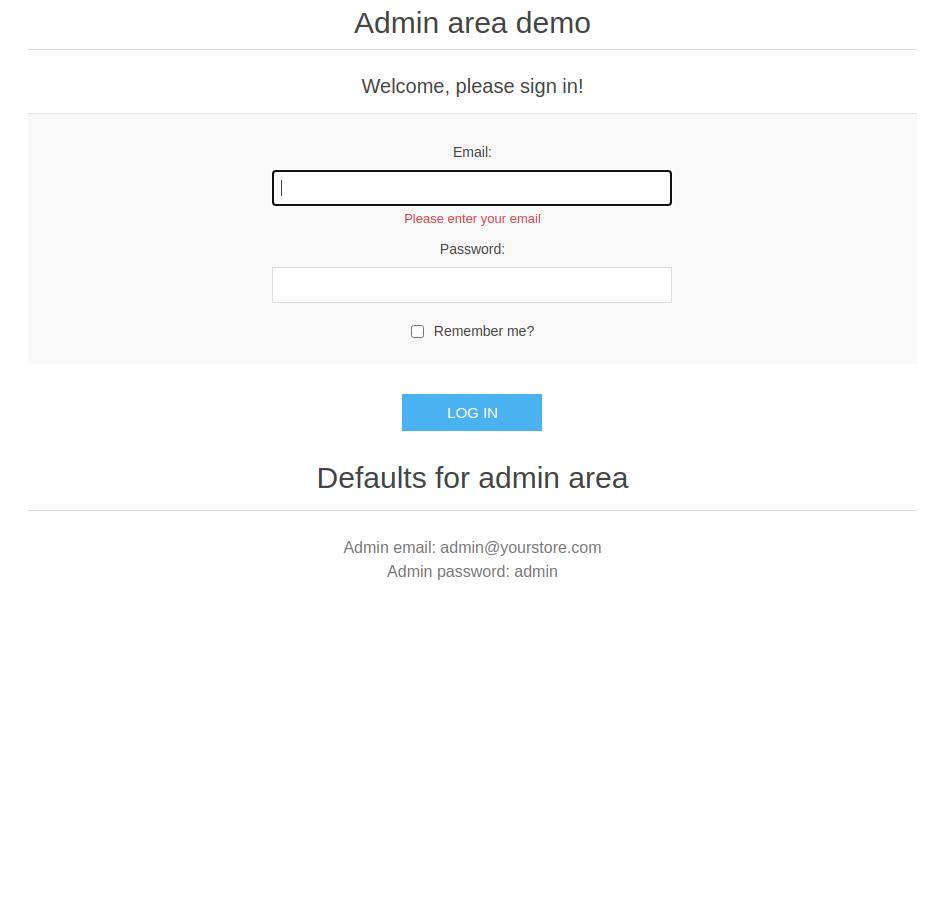 Admin area demo
Welcome, please sign in!
Email:
Please enter your email
Password:
Remember me?
LOG IN
Defaults for admin area
Admin email: admin@yourstore.com
Admin password: admin